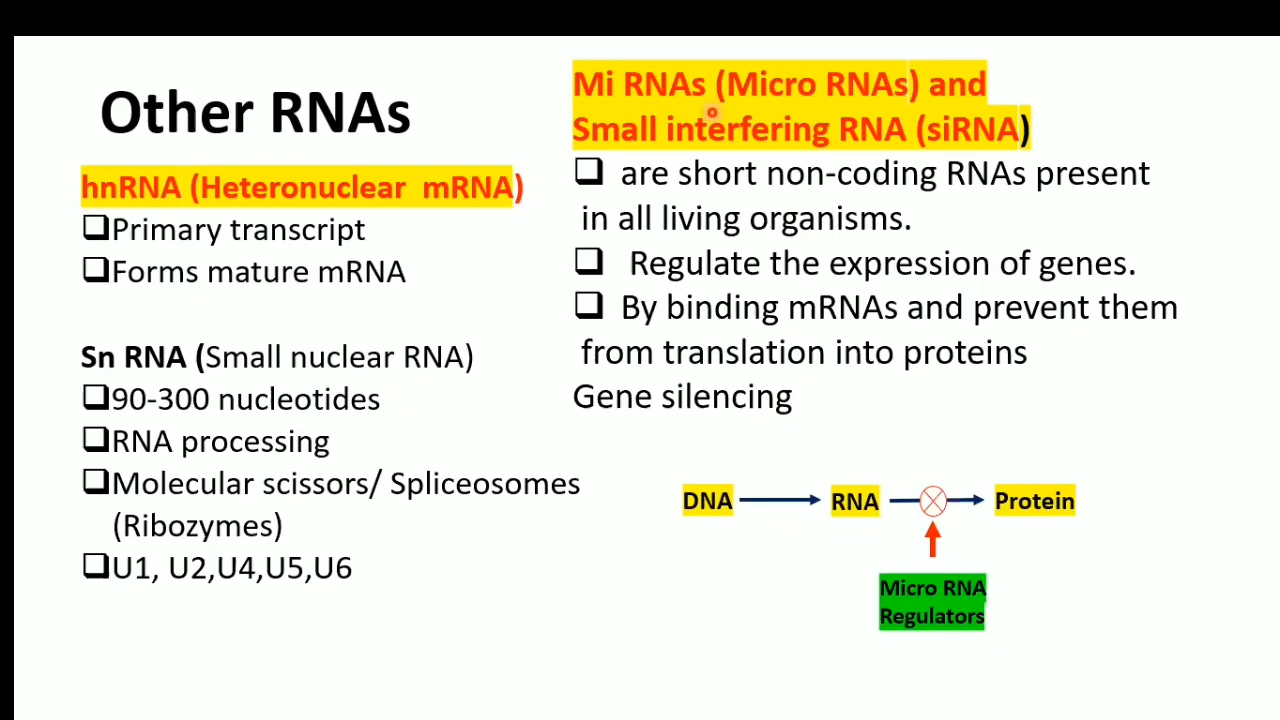 Other RNAs
hnRNA (Heteronuclear mRNA)
❑Primary transcript
❑Forms mature mRNA
Sn RNA (Small nuclear RNA)
❑90-300 nucleotides
❑RNA processing
❑Molecular scissors/ Spliceosomes
(Ribozymes)
❑U1, U2,U4,U5,U6
Mi RNAs (Micro RNAs) and
Small interfering RNA (siRNA)
❑ are short non-coding RNAs present
in all living organisms.
❑ Regulate the expression of genes.
❑ By binding mRNAs and prevent them
from translation into proteins
Gene silencing
DNA RNA Protein
Micro RNA
Regulators